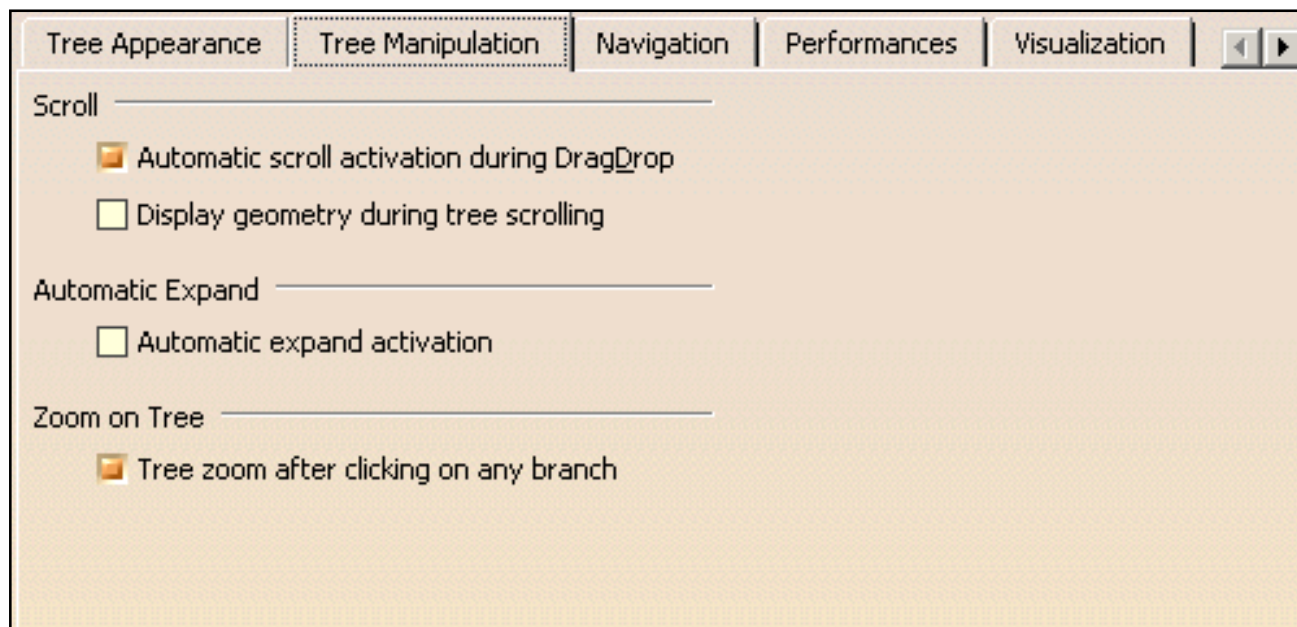 Tree Appearance Tree Manipulation Navigation Performances Visualization
Scroll
Automatic scroll activation during DragDrop
Display geometry during tree scrolling
Automatic Expand
Automatic expand activation
Zoom on Tree
Tree zoom after clicking on any branch